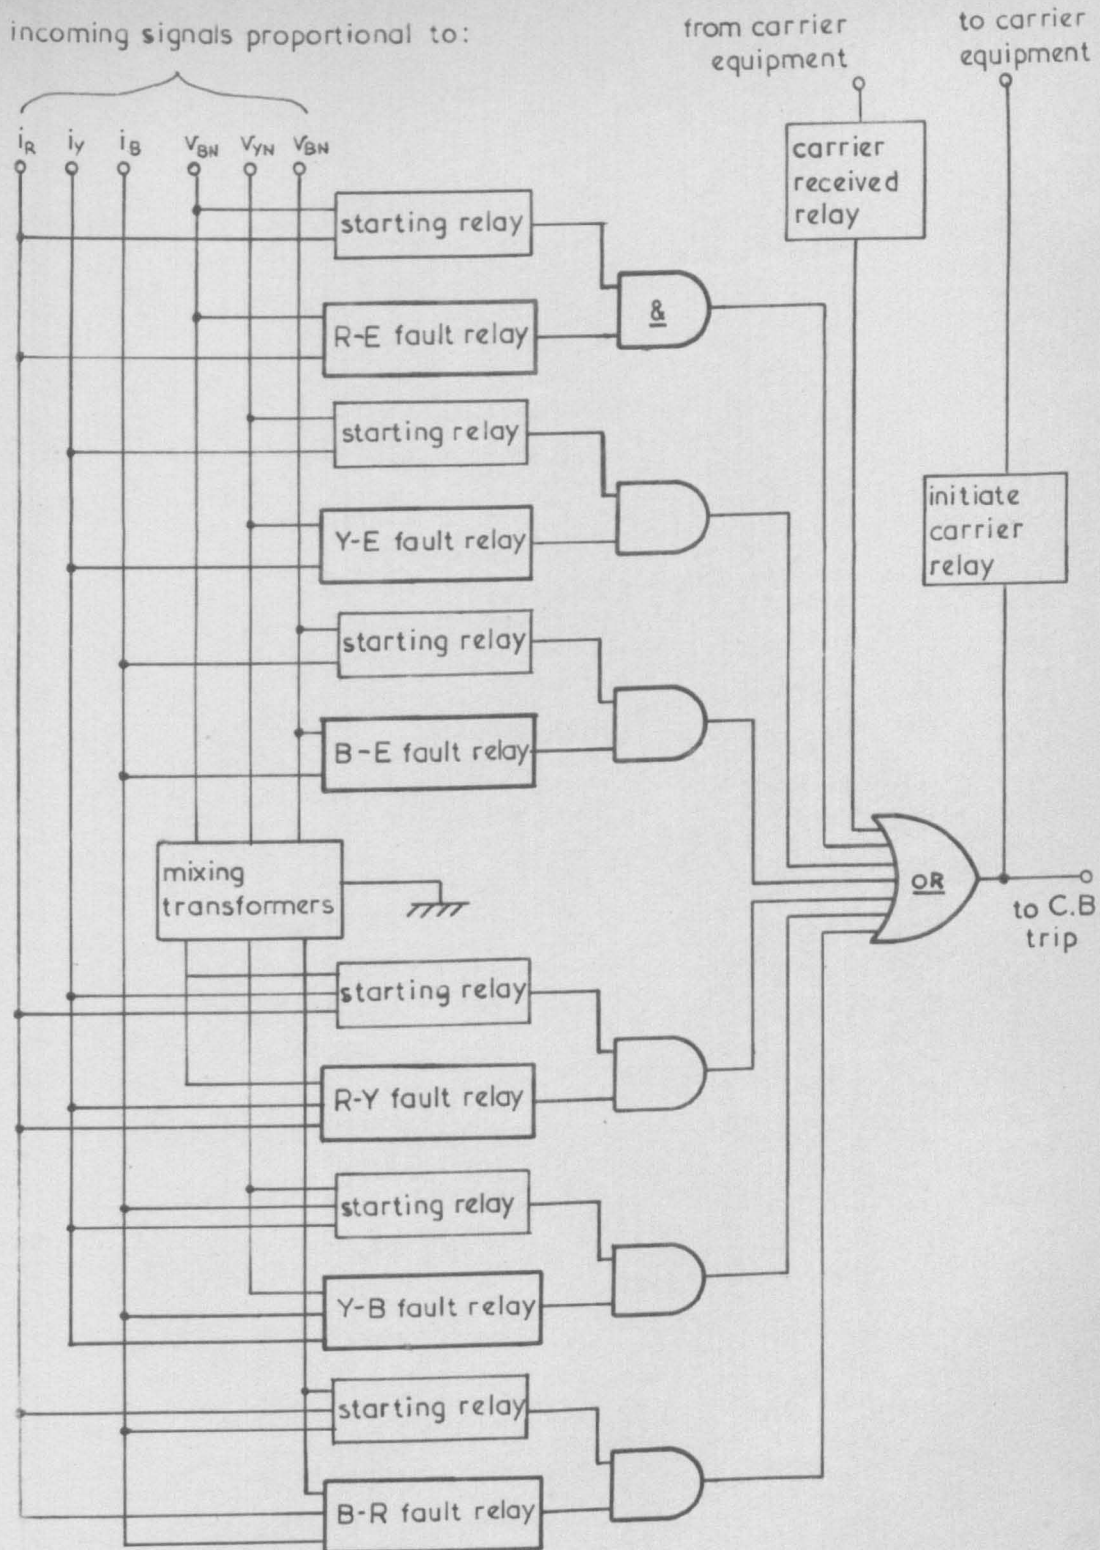 incoming signals proportional to:
from carrier
equipment
to carrier
equipment
iR
iY
iB
VBN
VYN
VBN
carrier
received
relay
starting relay
&
R-E fault relay
starting relay
initiate
carrier
relay
Y-E fault relay
starting relay
B-E fault relay
mixing
transformers
OR
to C.B
trip
starting relay
R-Y fault relay
starting relay
Y-B fault relay
starting relay
B-R fault relay